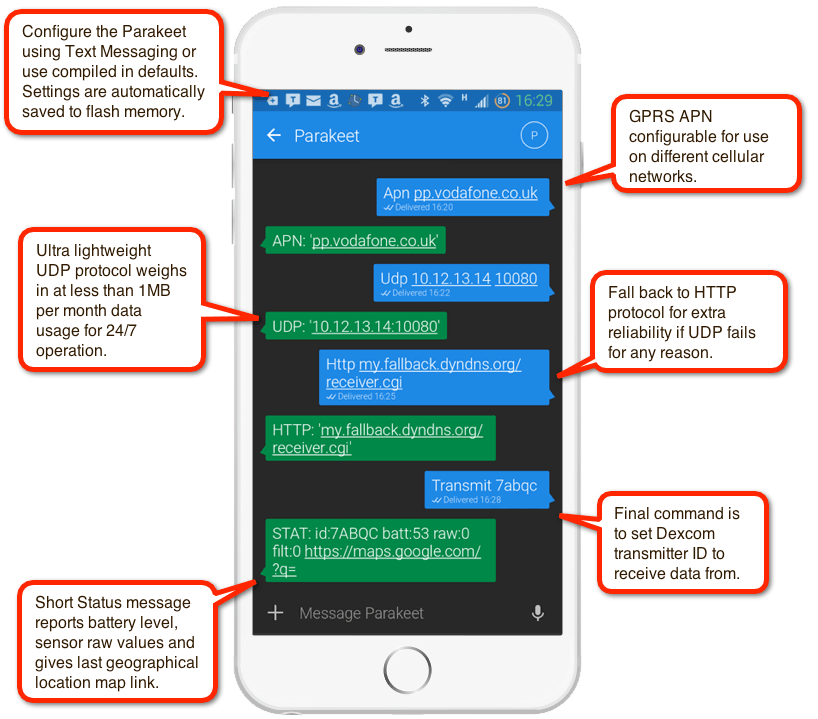 Configure the Parakeet
using Text Messaging or
use compiled in defaults.
Settings are automatically
saved to flash memory.
H
81
16:29
Parakeet
P
GPRS APN
configurable for use
on different cellular
networks.
Apn pp.vodafone.co.uk
Delivered 16:20
APN: 'pp.vodafone.co.uk'
Ultra lightweight
UDP protocol weighs
in at less than 1MB
per month data
usage for 24/7
operation.
Udp 10.12.13.14 10080
Delivered 16:22
UDP: '10.12.13.14:10080'
Fall back to HTTP
protocol for extra
reliability if UDP fails
for any reason.
Http my.fallback.dyndns.org/
receiver.cgi
Delivered 16:25
HTTP: 'my.fallback.dyndns.org/
receiver.cgi'
Transmit 7abqc
Delivered 16:28
Final command is
to set Dexcom
transmitter ID to
receive data from.
STAT: id:7ABQC batt:53 raw:0
filt:0 https://maps.google.com/
?q=
Short Status message
reports battery level,
sensor raw values and
gives last geographical
location map link.
Message Parakeet